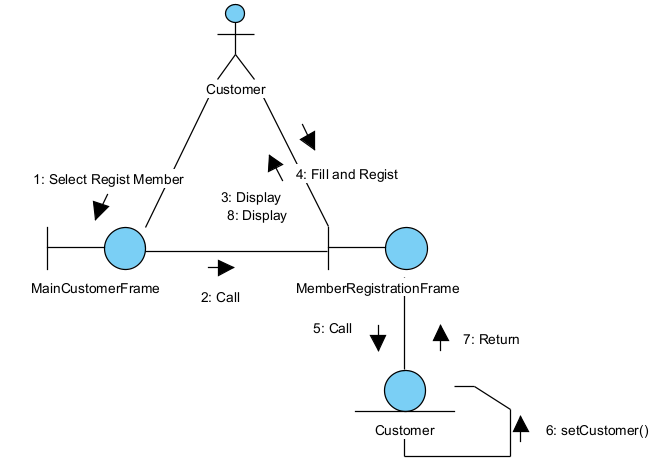 Customer
1: Select Regist Member
4: Fill and Regist
3: Display
8: Display
MainCustomerFrame
MemberRegistrationFrame
2: Call
5: Call
7: Return
Customer
6: setCustomer()